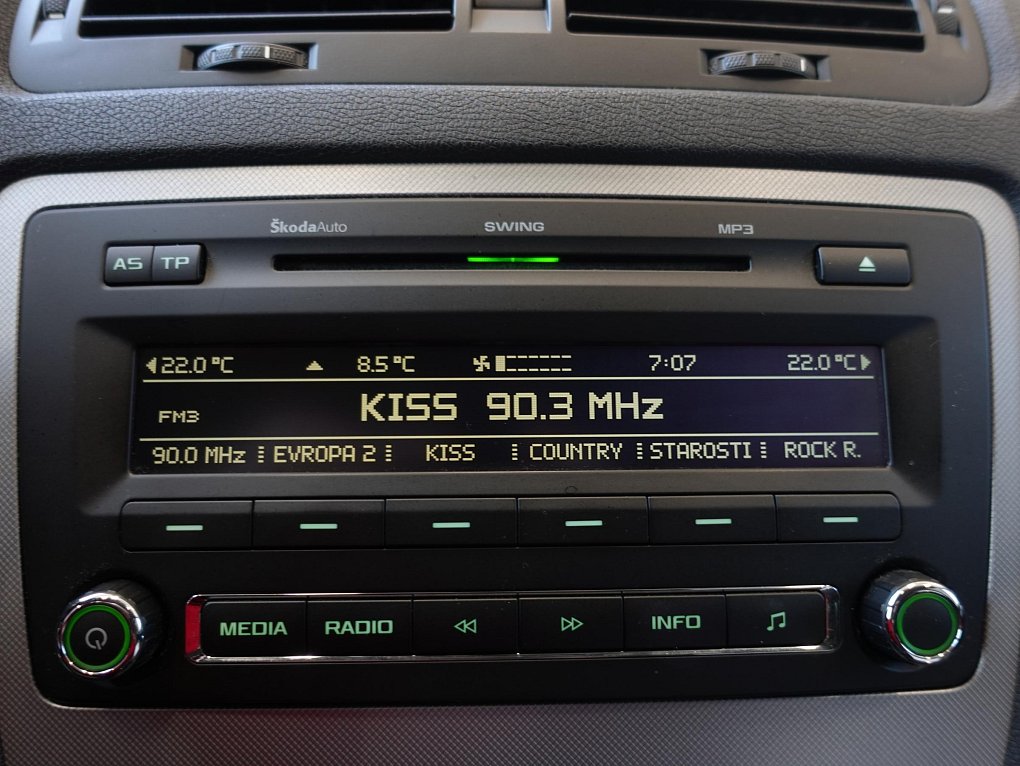 ŠkodaAuto SWING MP3
AS TP
22.0°C 8.5°C 7:07 22.0°C
FM3 KISS 90.3 MHz
90.0 MHz EVROPA 2 KISS COUNTRY STAROSTI ROCK R.
MEDIA RADIO INFO